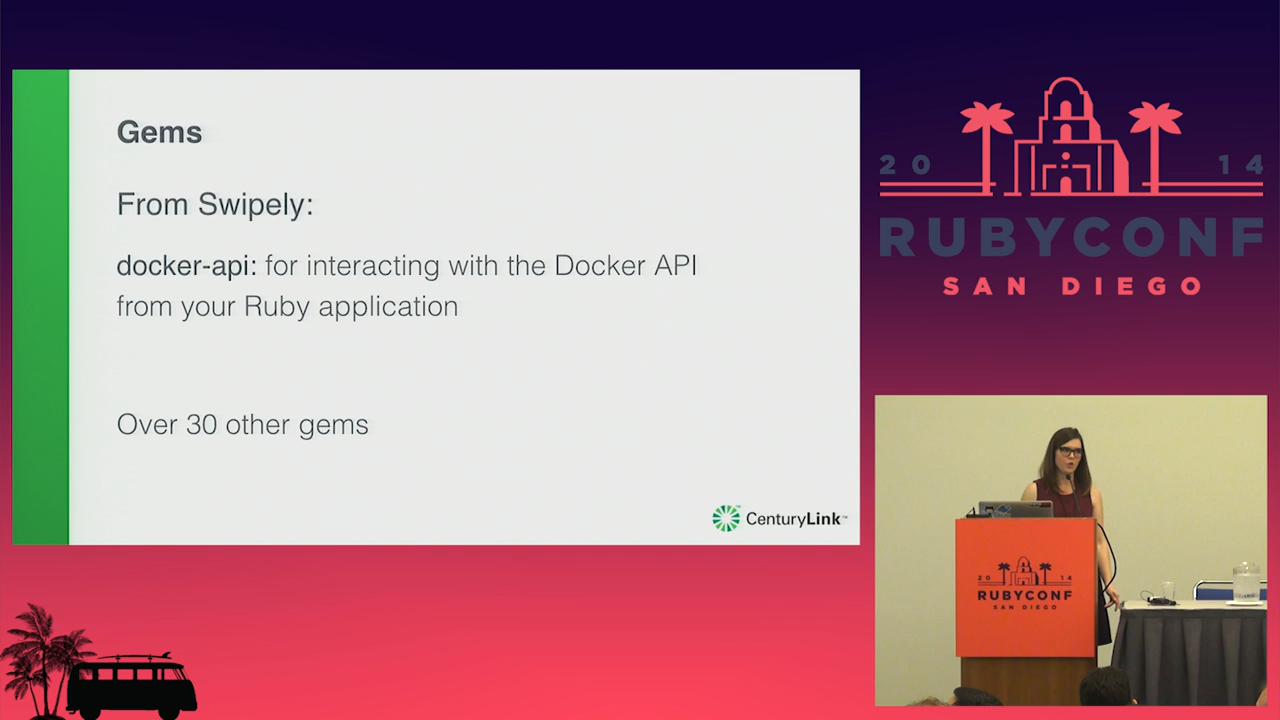 Gems
From Swipely:
docker-api: for interacting with the Docker API
from your Ruby application
Over 30 other gems
CenturyLink™
20 14
RUBYCONF
SAN DIEGO
20 14
RUBYCONF
SAN DIEGO